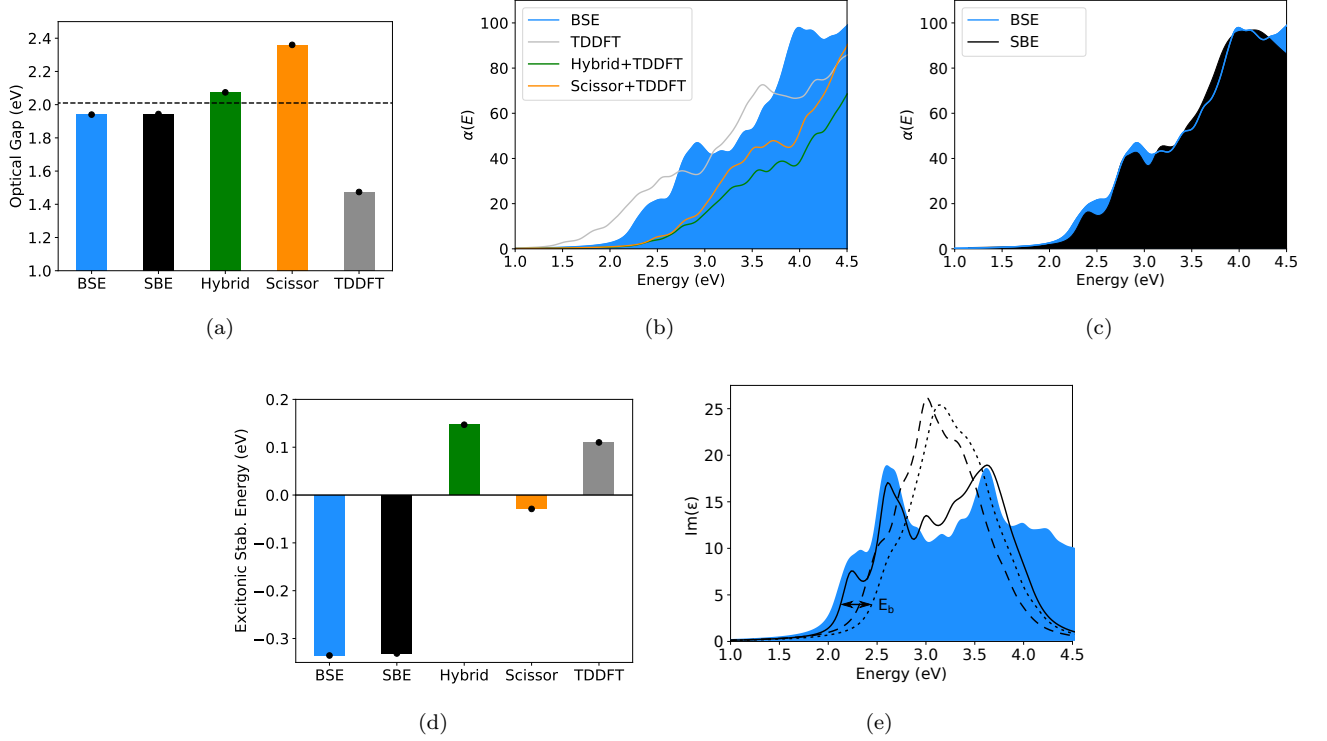 Optical Gap (eV)
2.4
2.2
2.0
1.8
1.6
1.4
1.2
1.0
BSE SBE Hybrid Scissor TDDFT
(a)
α(E)
100
80
60
40
20
0
BSE
TDDFT
Hybrid+TDDFT
Scissor+TDDFT
1.0 1.5 2.0 2.5 3.0 3.5 4.0 4.5
Energy (eV)
(b)
α(E)
100
80
60
40
20
0
BSE
SBE
1.0 1.5 2.0 2.5 3.0 3.5 4.0 4.5
Energy (eV)
(c)
Excitonic Stab. Energy (eV)
0.2
0.1
0.0
−0.1
−0.2
−0.3
BSE SBE Hybrid Scissor TDDFT
(d)
Im(ε)
25
20
15
10
5
0
E_b
1.0 1.5 2.0 2.5 3.0 3.5 4.0 4.5
Energy (eV)
(e)